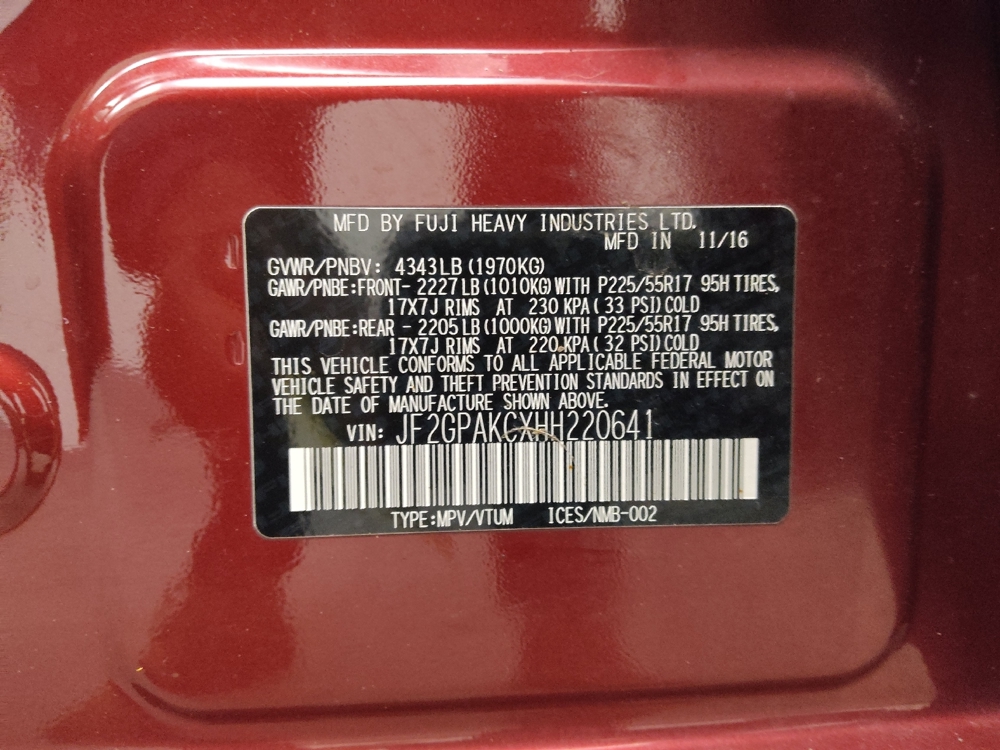 MFD BY FUJI HEAVY INDUSTRIES LTD.
MFD IN 11/16
GVWR/PNBV: 4343LB (1970KG)
GAWR/PNBE:FRONT- 2227LB (1010KG) WITH P225/55R17 95H TIRES,
17X7J RIMS AT 230 KPA ( 33 PSI) COLD
GAWR/PNBE:REAR - 2205LB (1000KG) WITH P225/55R17 95H TIRES,
17X7J RIMS AT 220 KPA ( 32 PSI) COLD
THIS VEHICLE CONFORMS TO ALL APPLICABLE FEDERAL MOTOR
VEHICLE SAFETY AND THEFT PREVENTION STANDARDS IN EFFECT ON
THE DATE OF MANUFACTURE SHOWN ABOVE.
VIN: JF2GPAKCXHH220641
TYPE:MPV/VTUM ICES/NMB-002